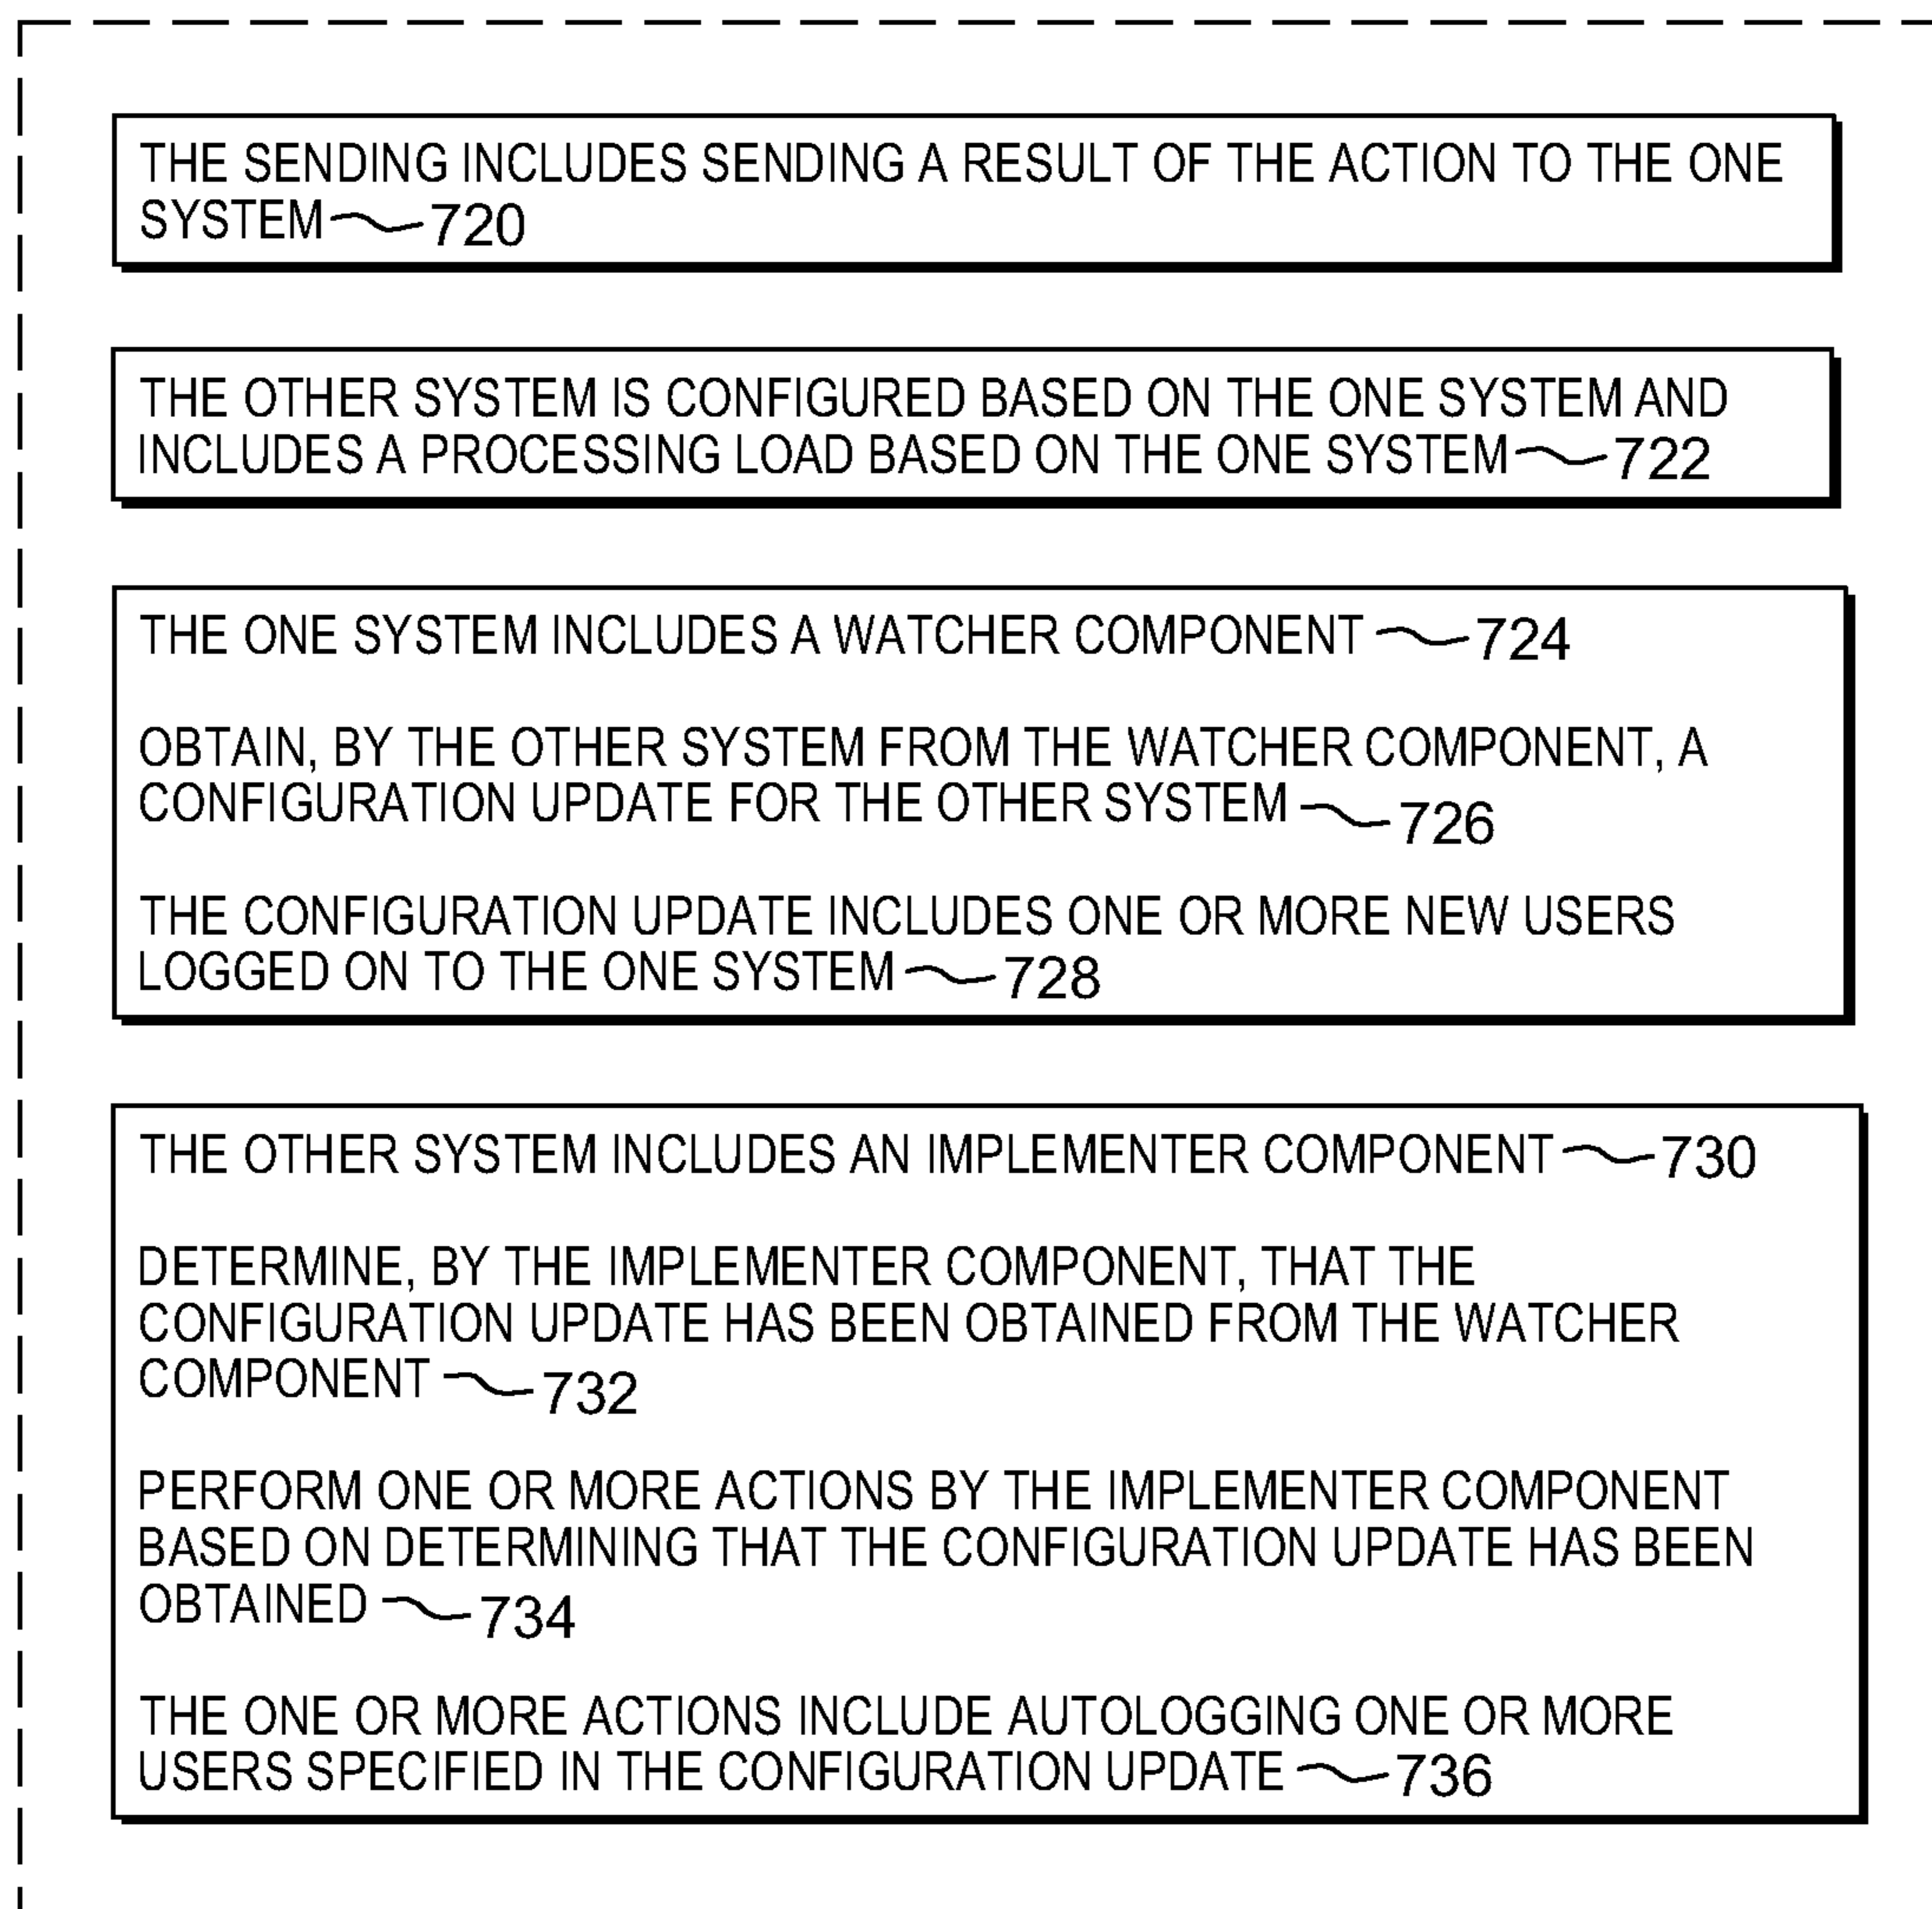 THE SENDING INCLUDES SENDING A RESULT OF THE ACTION TO THE ONE
SYSTEM 720
THE OTHER SYSTEM IS CONFIGURED BASED ON THE ONE SYSTEM AND
INCLUDES A PROCESSING LOAD BASED ON THE ONE SYSTEM 722
THE ONE SYSTEM INCLUDES A WATCHER COMPONENT 724
OBTAIN, BY THE OTHER SYSTEM FROM THE WATCHER COMPONENT, A
CONFIGURATION UPDATE FOR THE OTHER SYSTEM 726
THE CONFIGURATION UPDATE INCLUDES ONE OR MORE NEW USERS
LOGGED ON TO THE ONE SYSTEM 728
THE OTHER SYSTEM INCLUDES AN IMPLEMENTER COMPONENT 730
DETERMINE, BY THE IMPLEMENTER COMPONENT, THAT THE
CONFIGURATION UPDATE HAS BEEN OBTAINED FROM THE WATCHER
COMPONENT 732
PERFORM ONE OR MORE ACTIONS BY THE IMPLEMENTER COMPONENT
BASED ON DETERMINING THAT THE CONFIGURATION UPDATE HAS BEEN
OBTAINED 734
THE ONE OR MORE ACTIONS INCLUDE AUTOLOGGING ONE OR MORE
USERS SPECIFIED IN THE CONFIGURATION UPDATE 736